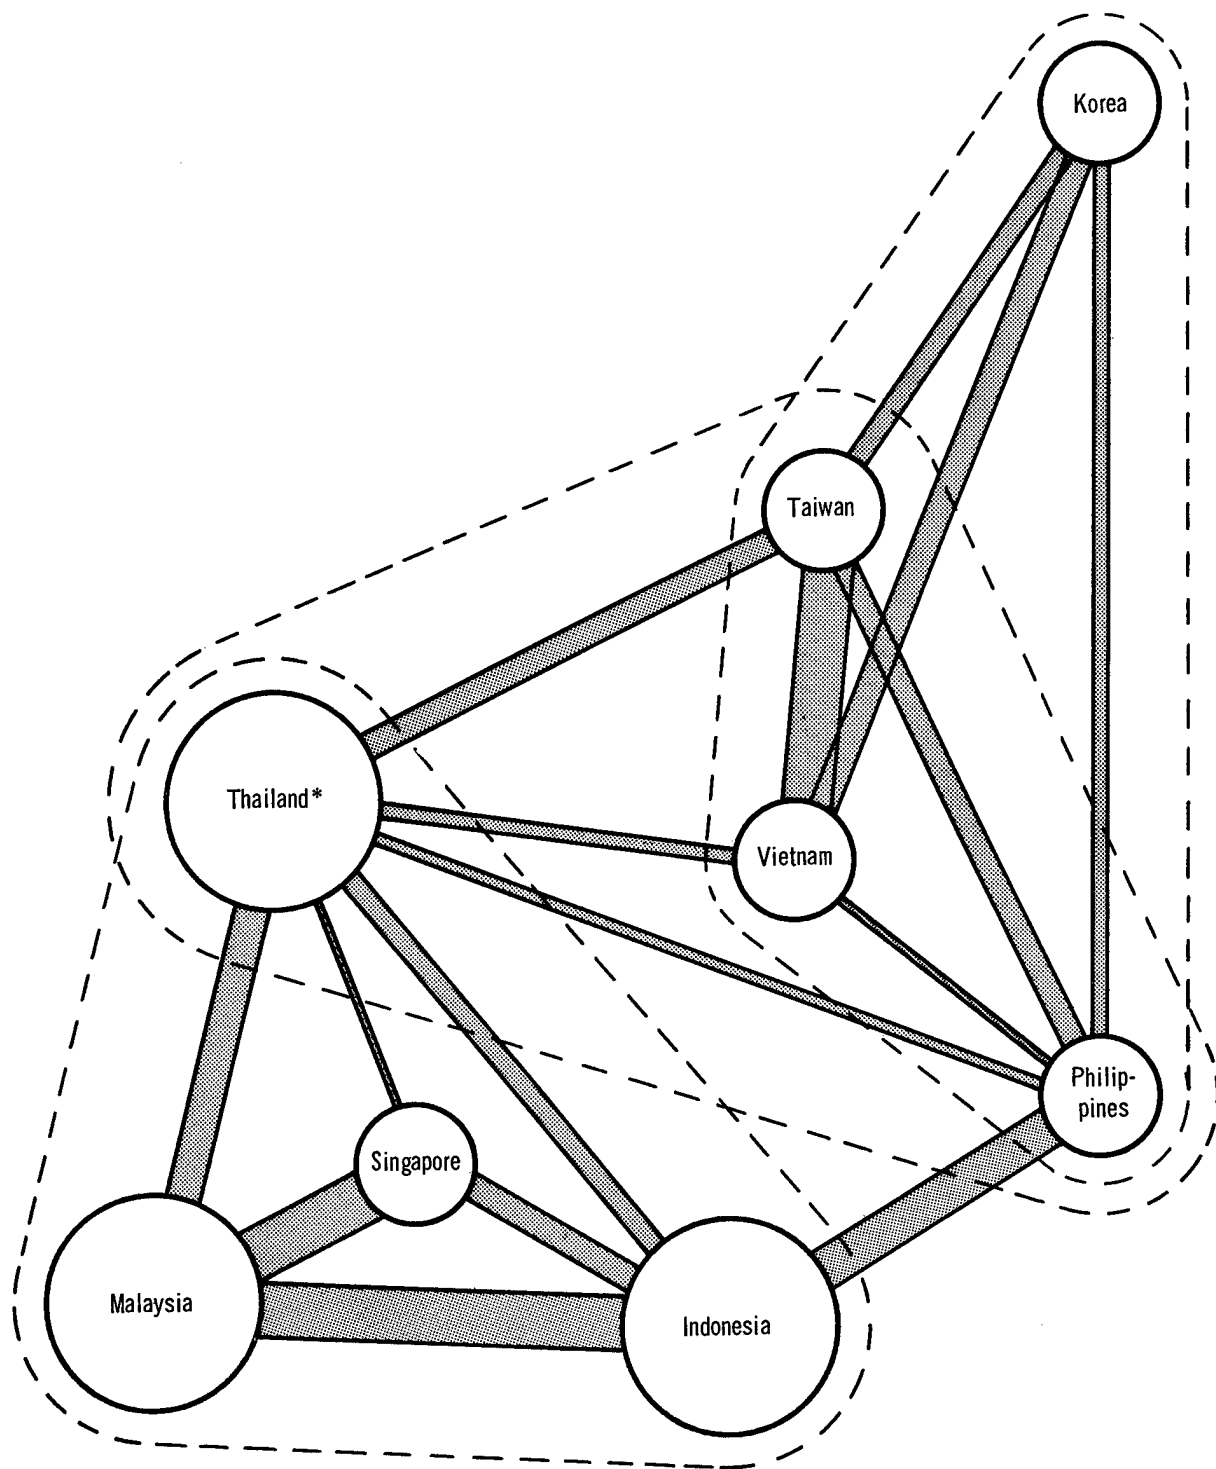 Korea
Taiwan
Thailand*
Vietnam
Philip-
pines
Singapore
Malaysia
Indonesia